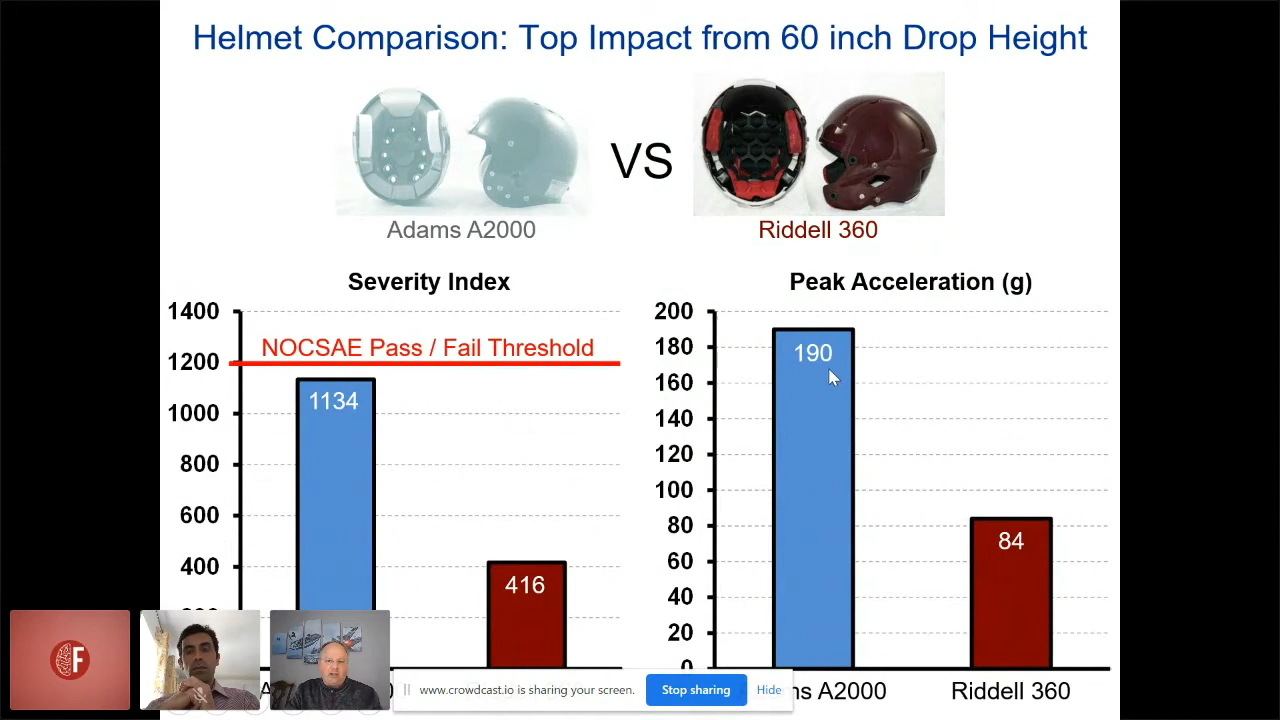 Helmet Comparison: Top Impact from 60 inch Drop Height
VS
Adams A2000
Riddell 360
Severity Index
1400
NOCSAE Pass / Fail Threshold
1200
1134
1000
800
600
400
416
Peak Acceleration (g)
200
190
180
160
140
120
100
80
84
60
40
20
0
A2000
Riddell 360
F
www.crowdcast.io is sharing your screen.
Stop sharing
Hide